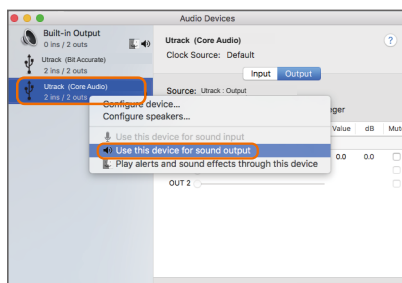 Audio Devices
Built-in Output
0 ins / 2 outs
Utrack (Bit Accurate)
2 ins / 2 outs
Utrack (Core Audio)
2 ins / 2 outs
Utrack (Core Audio)
?
Clock Source: Default
Input Output
Source: Utrack : Output
Configure device...
Configure speakers...
Use this device for sound input
Use this device for sound output
Play alerts and sound effects through this device
eger
Value dB Mut
0.0 0.0
OUT 2